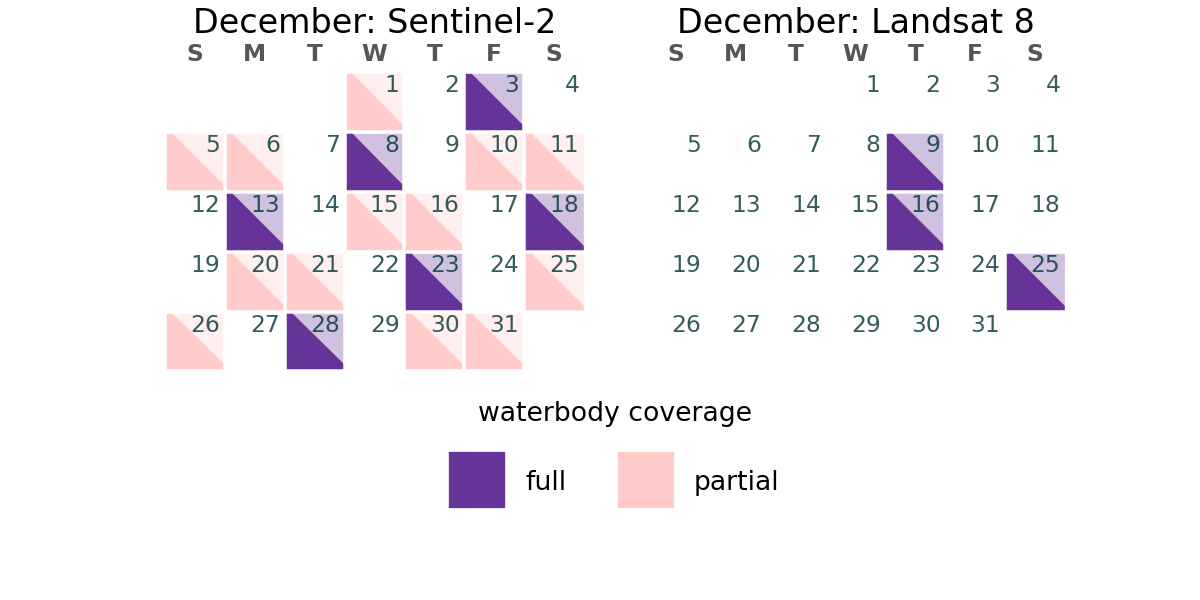 December: Sentinel-2
S M T W T F S
1 2 3 4
5 6 7 8 9 10 11
12 13 14 15 16 17 18
19 20 21 22 23 24 25
26 27 28 29 30 31
December: Landsat 8
S M T W T F S
1 2 3 4
5 6 7 8 9 10 11
12 13 14 15 16 17 18
19 20 21 22 23 24 25
26 27 28 29 30 31
waterbody coverage
full partial